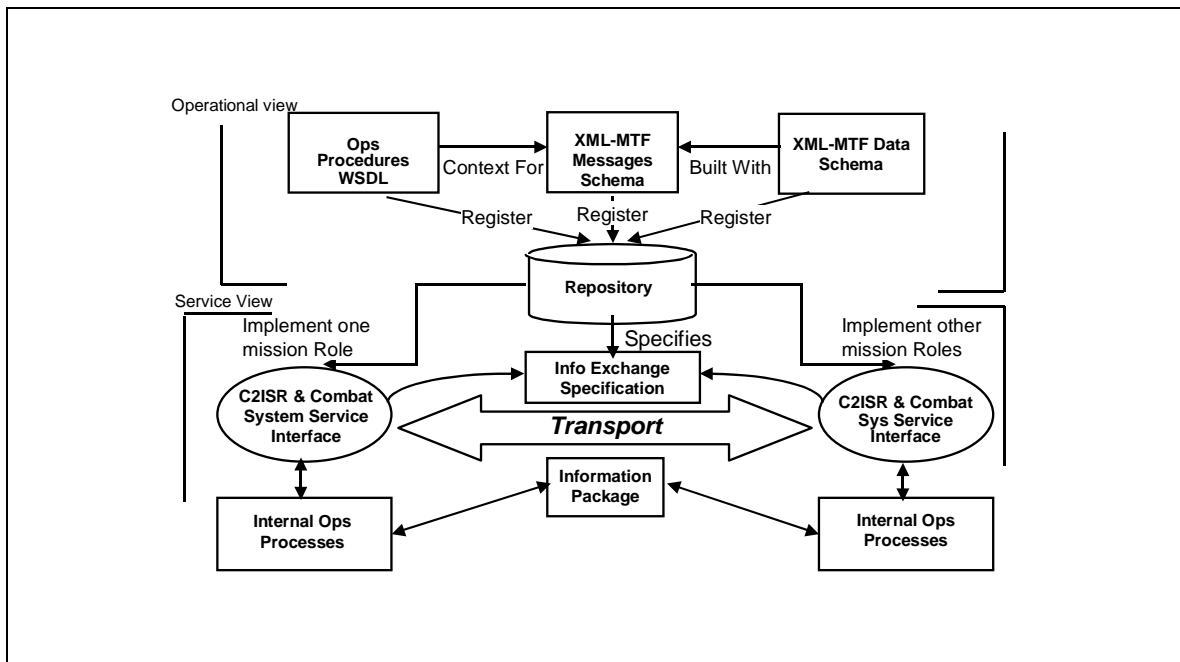 Operational view
Ops
Procedures
WSDL
Context For
XML-MTF
Messages
Schema
Built With
XML-MTF Data
Schema
Register
Register
Register
Repository
Service View
Implement one
mission Role
Specifies
Implement other
mission Roles
Info Exchange
Specification
C2ISR & Combat
System Service
Interface
Transport
C2ISR & Combat
Sys Service
Interface
Information
Package
Internal Ops
Processes
Internal Ops
Processes